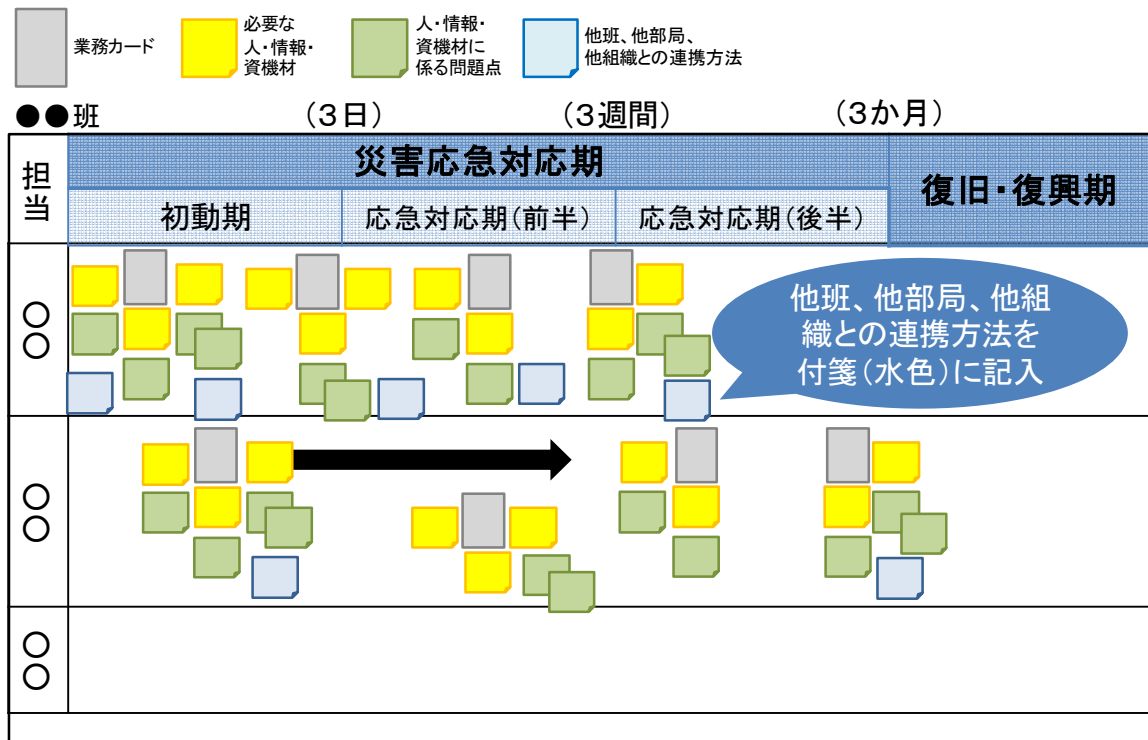 業務カード
必要な
人・情報・
資機材
人・情報・
資機材に
係る問題点
他班、他部局、
他組織との連携方法
●●班
(3日)
(3週間)
(3か月)
担当
災害応急対応期
復旧・復興期
初動期
応急対応期(前半)
応急対応期(後半)
〇〇
他班、他部局、他組
織との連携方法を
付箋(水色)に記入
〇〇
〇〇